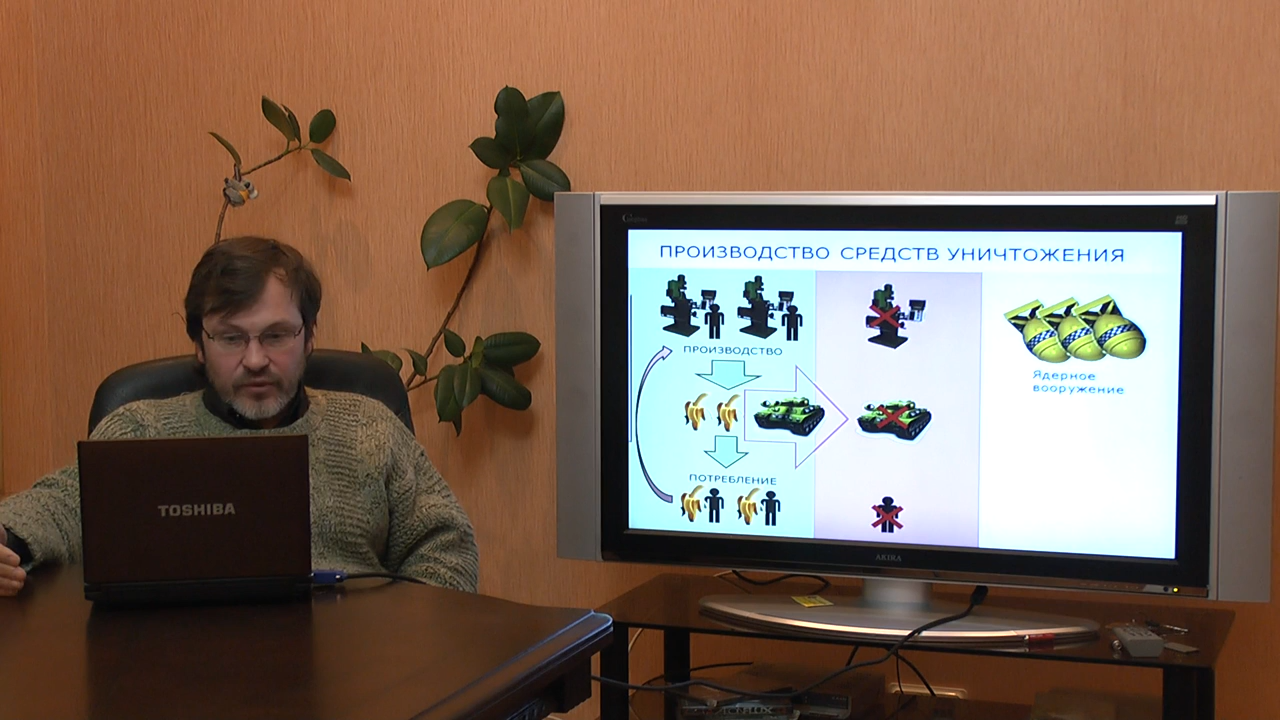 ПРОИЗВОДСТВО СРЕДСТВ УНИЧТОЖЕНИЯ
ПРОИЗВОДСТВО
ПОТРЕБЛЕНИЕ
Ядерное
вооружение
TOSHIBA
AKIRA